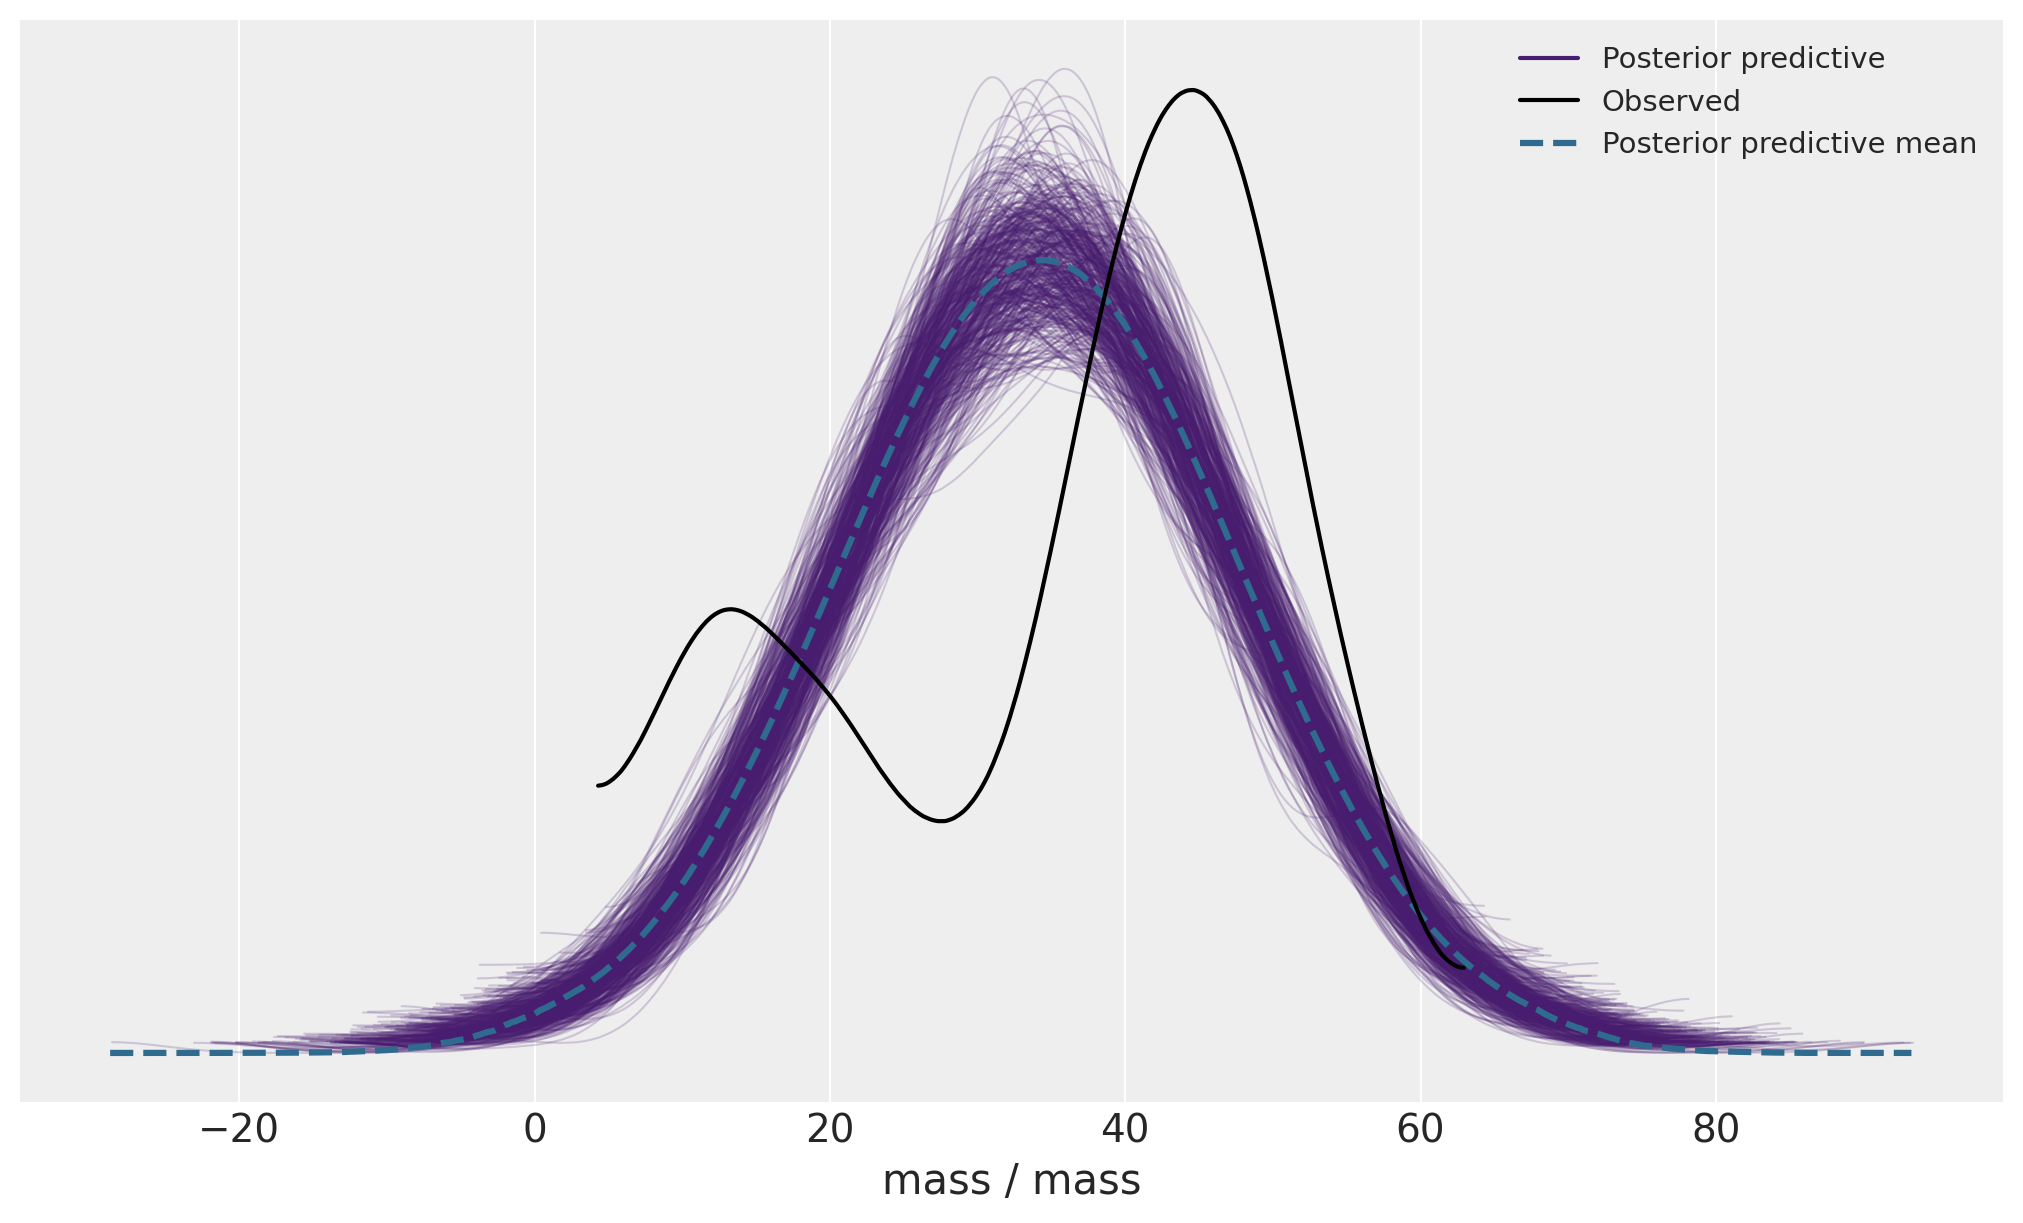 Posterior predictive
Observed
Posterior predictive mean
−20 0 20 40 60 80
mass / mass